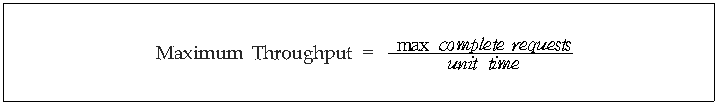 Maximum Throughput = max complete requests
unit time